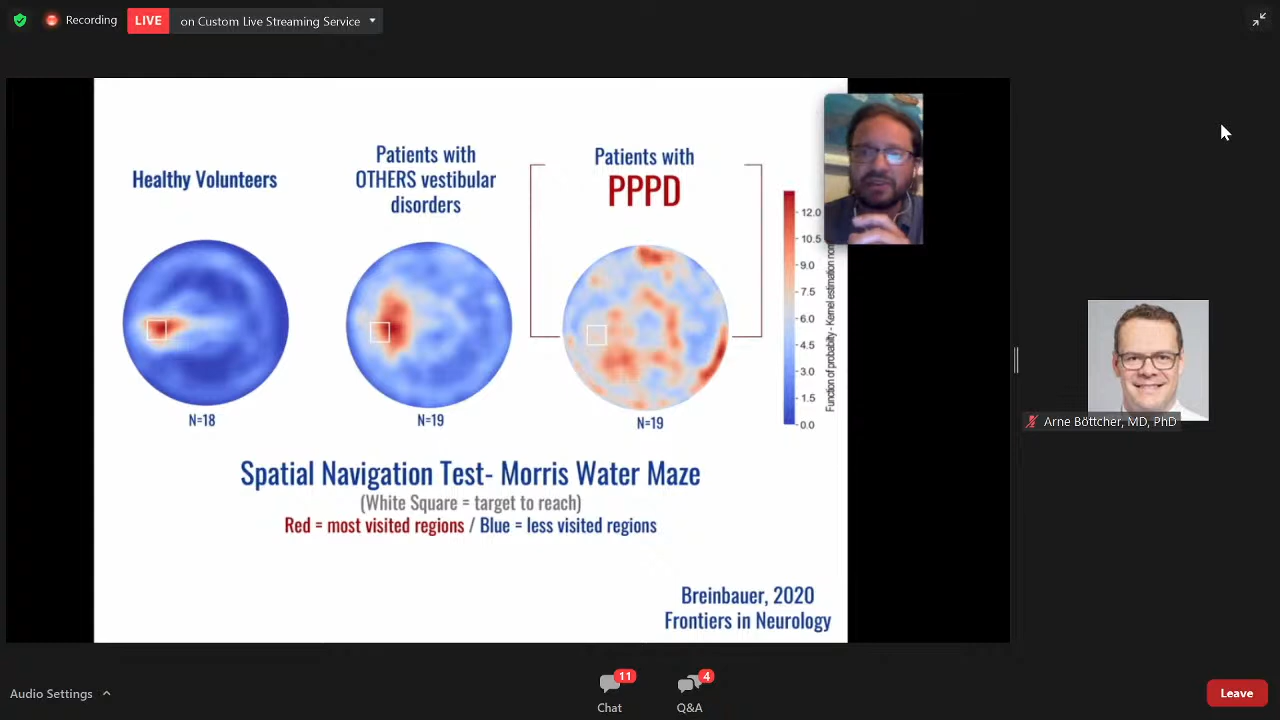 Recording
LIVE
on Custom Live Streaming Service
Healthy Volunteers
Patients with
OTHERS vestibular
disorders
Patients with
PPPD
12.0
10.5
9.0
7.5
6.0
4.5
3.0
1.5
0.0
Function of probabity - Kernel estimation
N=18
N=19
N=19
Spatial Navigation Test- Morris Water Maze
(White Square = target to reach)
Red = most visited regions / Blue = less visited regions
Breinbauer, 2020
Frontiers in Neurology
Arne Böttcher, MD, PhD
Audio Settings
11
Chat
4
Q&A
Leave